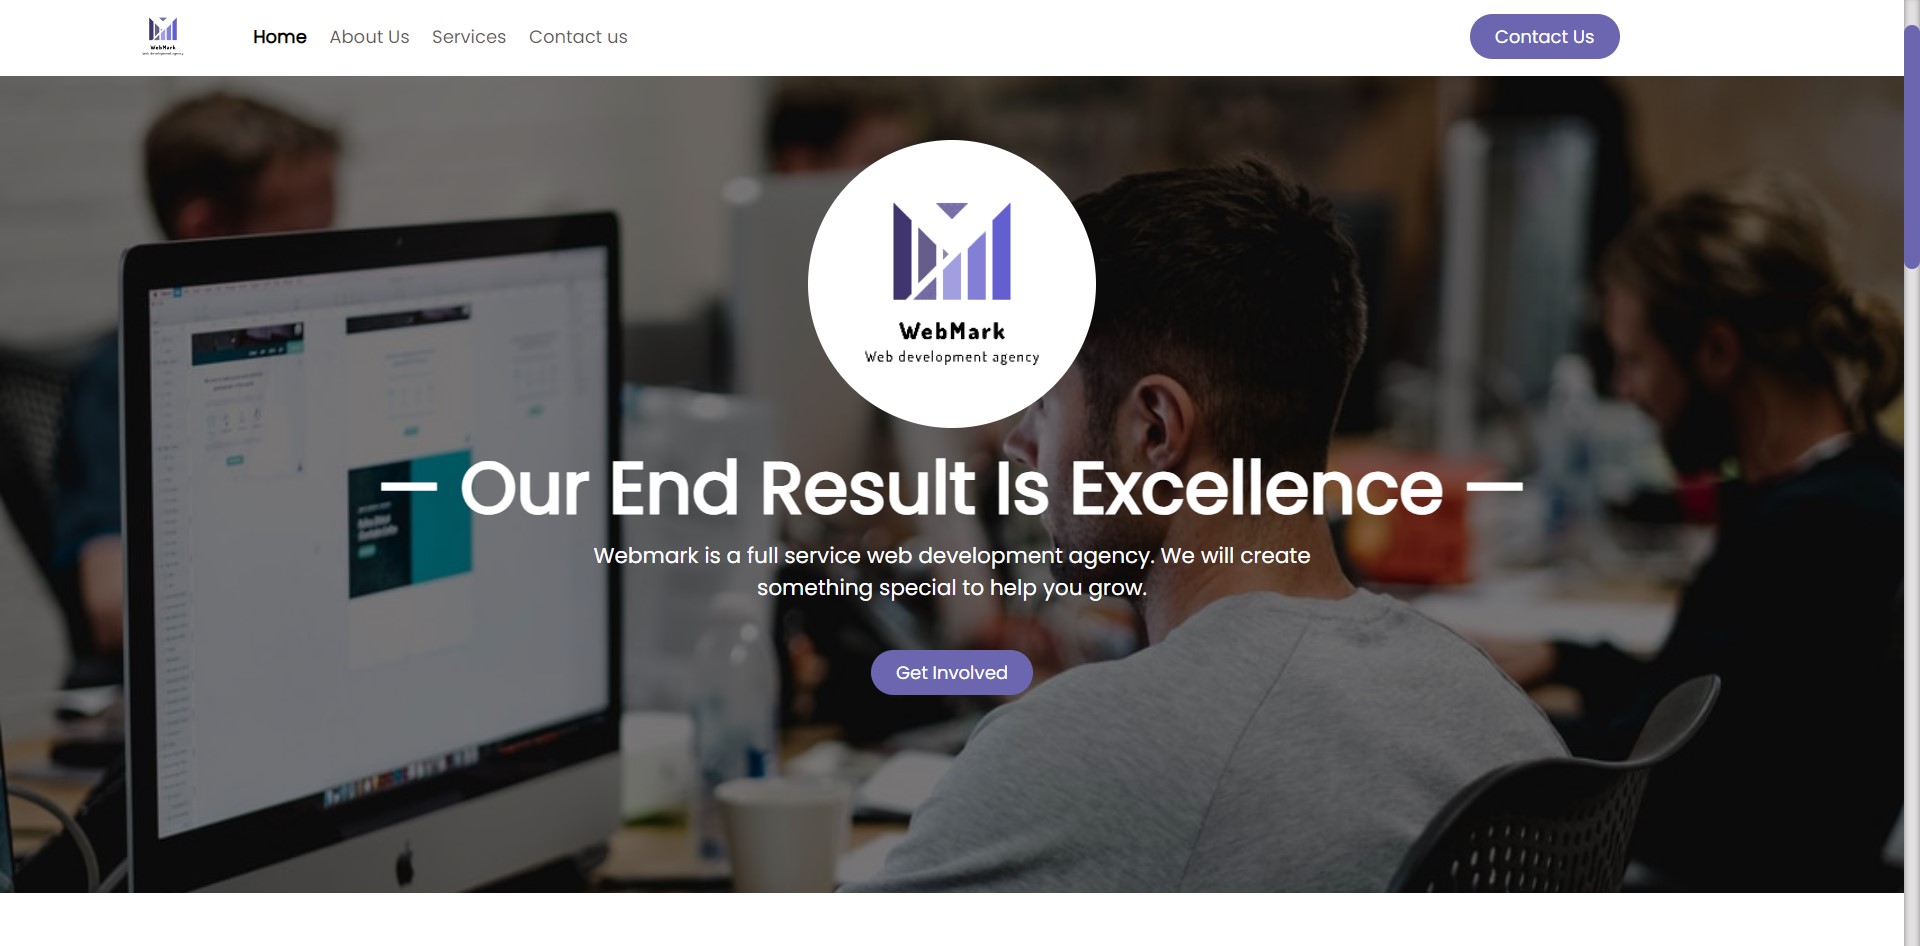 WebMark
Home About Us Services Contact us Contact Us
WebMark
Web development agency
— Our End Result Is Excellence —
Webmark is a full service web development agency. We will create
something special to help you grow.
Get Involved